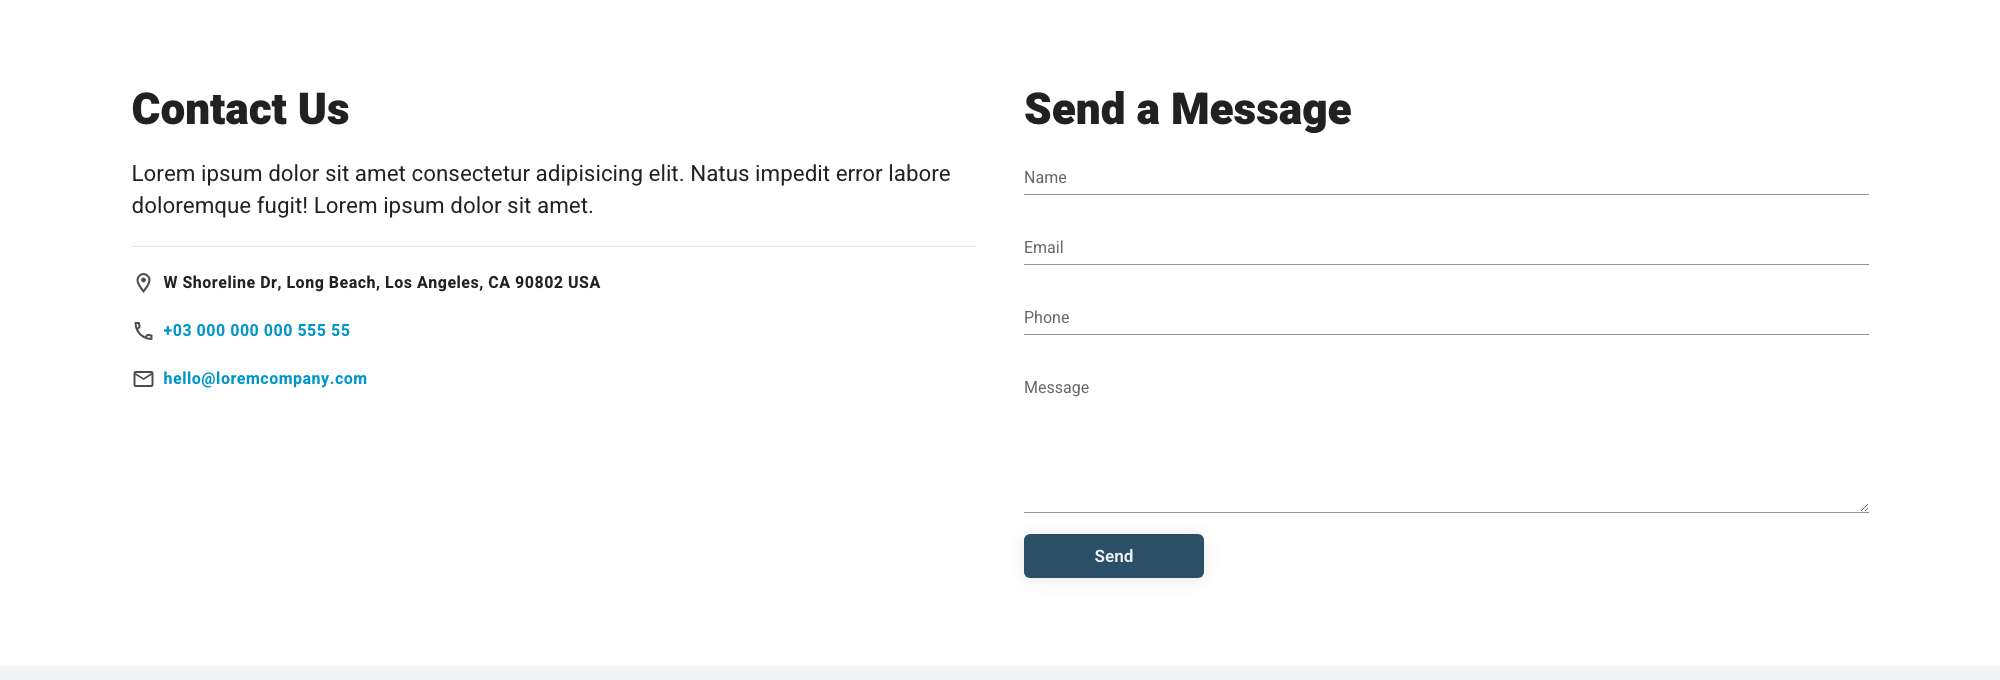 Contact Us
Lorem ipsum dolor sit amet consectetur adipisicing elit. Natus impedit error labore
doloremque fugit! Lorem ipsum dolor sit amet.
W Shoreline Dr, Long Beach, Los Angeles, CA 90802 USA
+03 000 000 000 555 55
hello@loremcompany.com
Send a Message
Name
Email
Phone
Message
Send